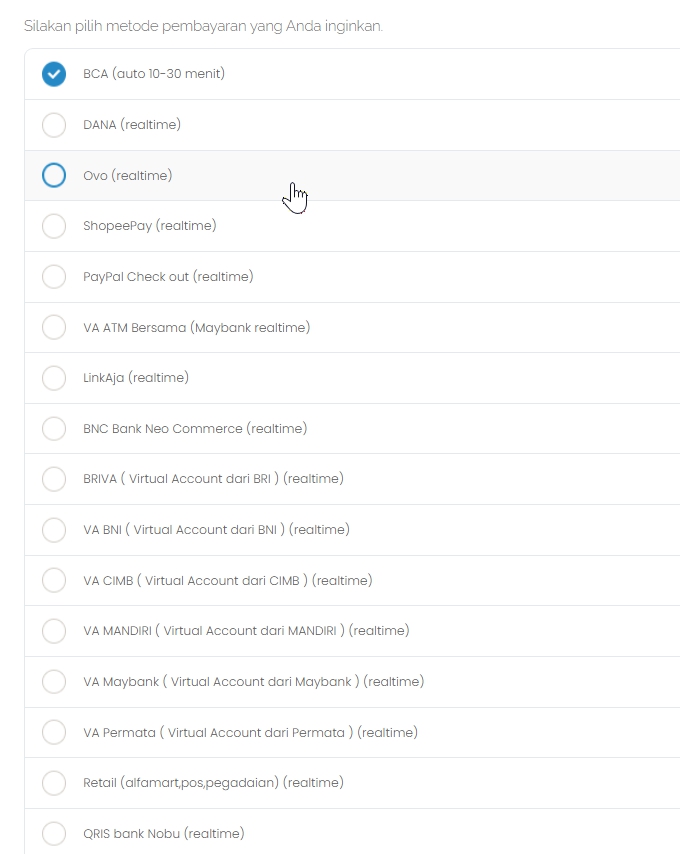 Silakan pilih metode pembayaran yang Anda inginkan.
BCA (auto 10-30 menit)
DANA (realtime)
Ovo (realtime)
ShopeePay (realtime)
PayPal Check out (realtime)
VA ATM Bersama (Maybank realtime)
LinkAja (realtime)
BNC Bank Neo Commerce (realtime)
BRIVA ( Virtual Account dari BRI ) (realtime)
VA BNI ( Virtual Account dari BNI ) (realtime)
VA CIMB ( Virtual Account dari CIMB ) (realtime)
VA MANDIRI ( Virtual Account dari MANDIRI ) (realtime)
VA Maybank ( Virtual Account dari Maybank ) (realtime)
VA Permata ( Virtual Account dari Permata ) (realtime)
Retail (alfamart,pos,pegadaian) (realtime)
QRIS bank Nobu (realtime)